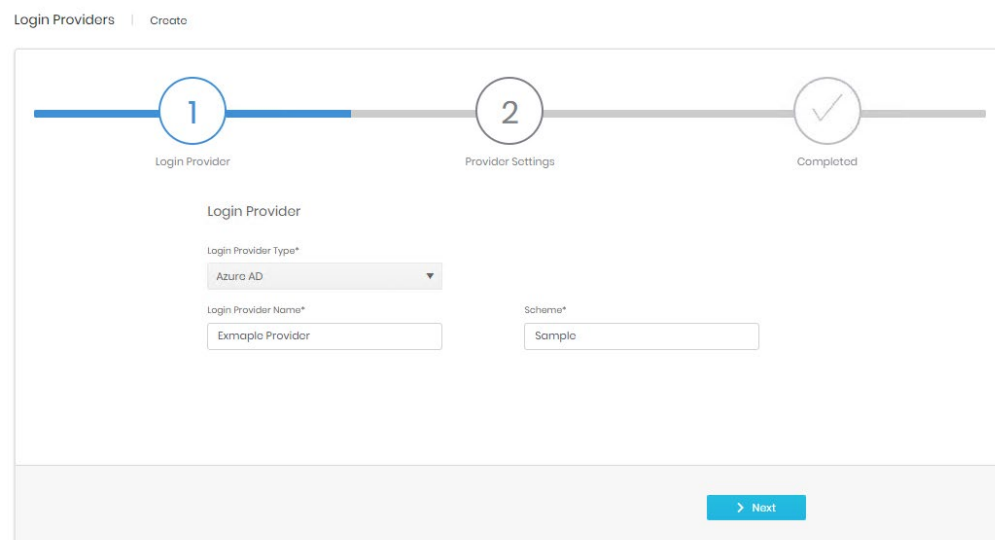 Login Providers | Create
1
2
Login Provider
Provider Settings
Completed
Login Provider
Login Provider Type*
Azure AD
Login Provider Name*
Scheme*
Exmaple Provider
Sample
Next